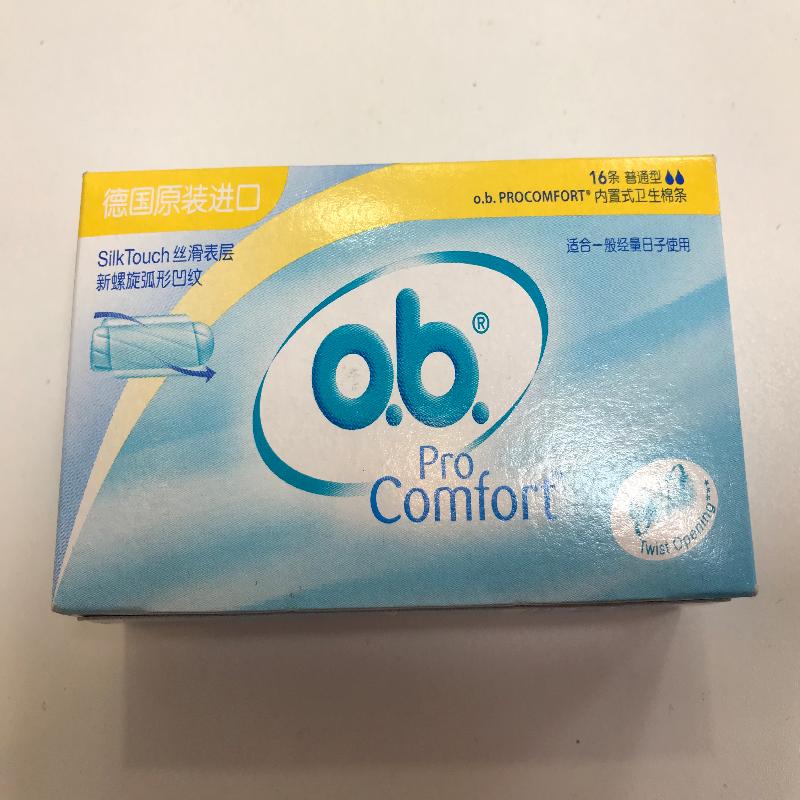 德国原装进口
16条 普通型
o.b. PROCOMFORT® 内置式卫生棉条
SilkTouch 丝滑表层
新螺旋弧形凹纹
适合一般经量日子使用
o.b.®
Pro
Comfort
Twist Opening